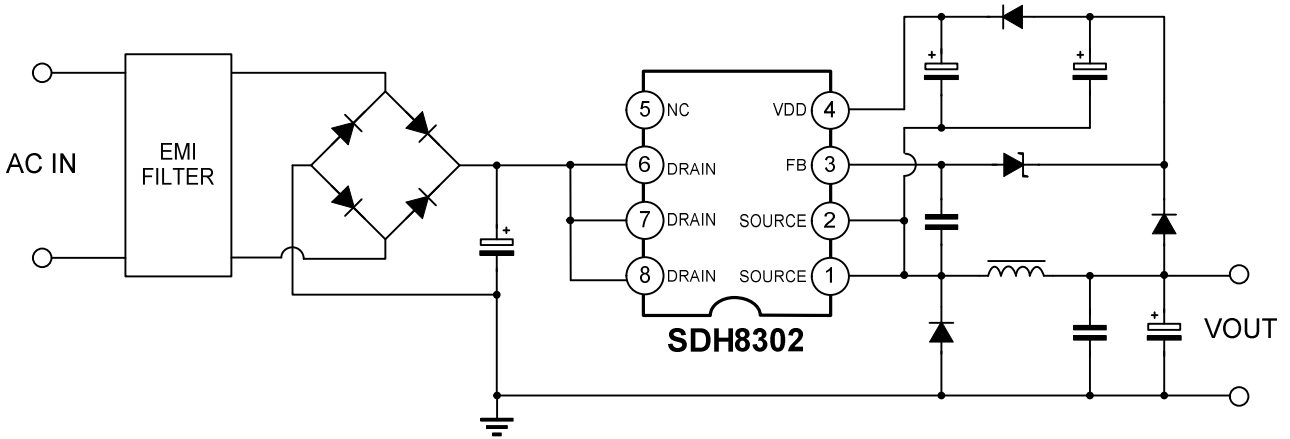 AC IN
EMI
FILTER
5 NC
6 DRAIN
7 DRAIN
8 DRAIN
VDD 4
FB 3
SOURCE 2
SOURCE 1
SDH8302
+
+
+
+
VOUT